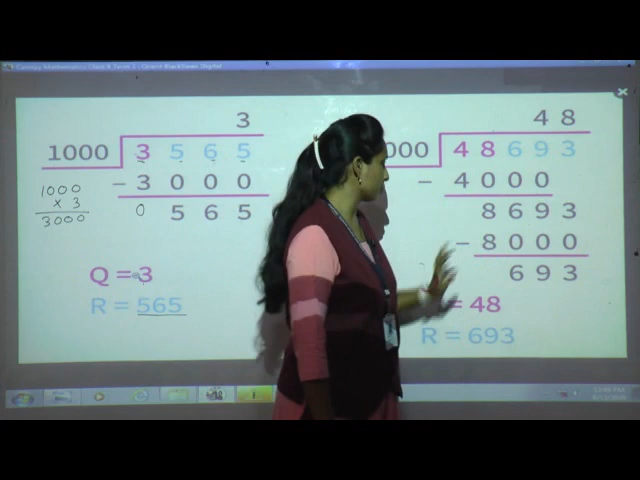 3
1000 3 5 6 5
1000
x 3
3000
- 3 0 0 0
0 5 6 5
Q = 3
R = 565
4 8
000 4 8 6 9 3
- 4 0 0 0
8 6 9 3
- 8 0 0 0
6 9 3
= 48
R = 693